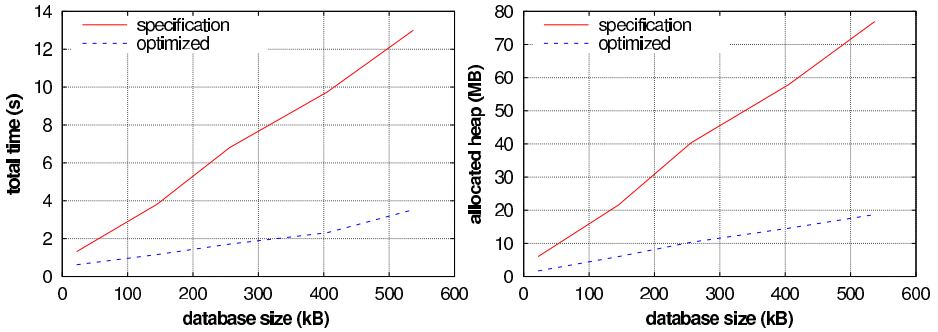 total time (s)
14
12
10
8
6
4
2
0
specification
optimized
0 100 200 300 400 500 600
database size (kB)
allocated heap (MB)
80
70
60
50
40
30
20
10
0
specification
optimized
0 100 200 300 400 500 600
database size (kB)